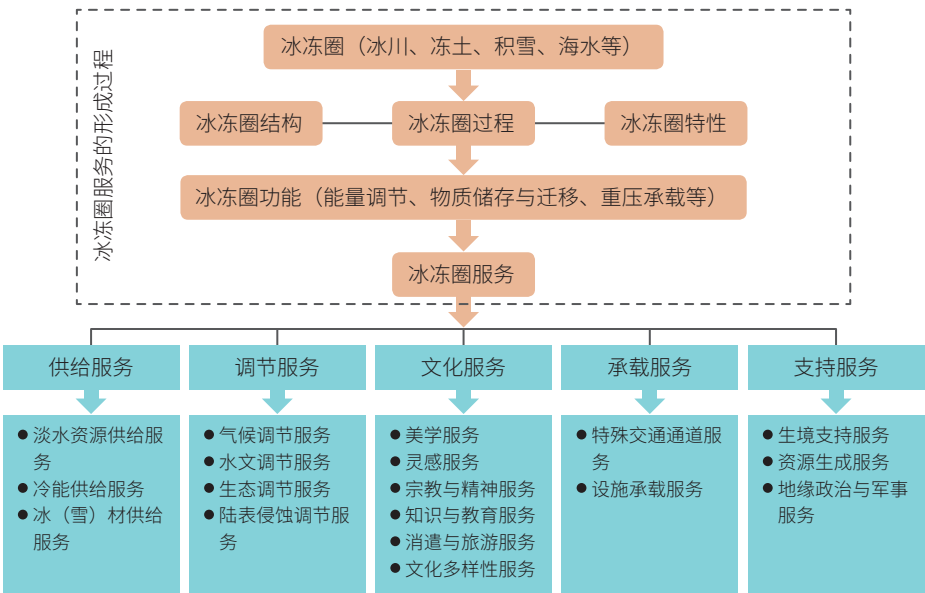 冰冻圈服务的形成过程
冰冻圈（冰川、冻土、积雪、海水等）
冰冻圈结构
冰冻圈过程
冰冻圈特性
冰冻圈功能（能量调节、物质储存与迁移、重压承载等）
冰冻圈服务
供给服务
调节服务
文化服务
承载服务
支持服务
●淡水资源供给服
务
●冷能供给服务
●冰（雪）材供给
服务
●气候调节服务
●水文调节服务
●生态调节服务
●陆表侵蚀调节服
务
●美学服务
●灵感服务
●宗教与精神服务
●知识与教育服务
●消遣与旅游服务
●文化多样性服务
●特殊交通通道服
务
●设施承载服务
●生境支持服务
●资源生成服务
●地缘政治与军事
服务